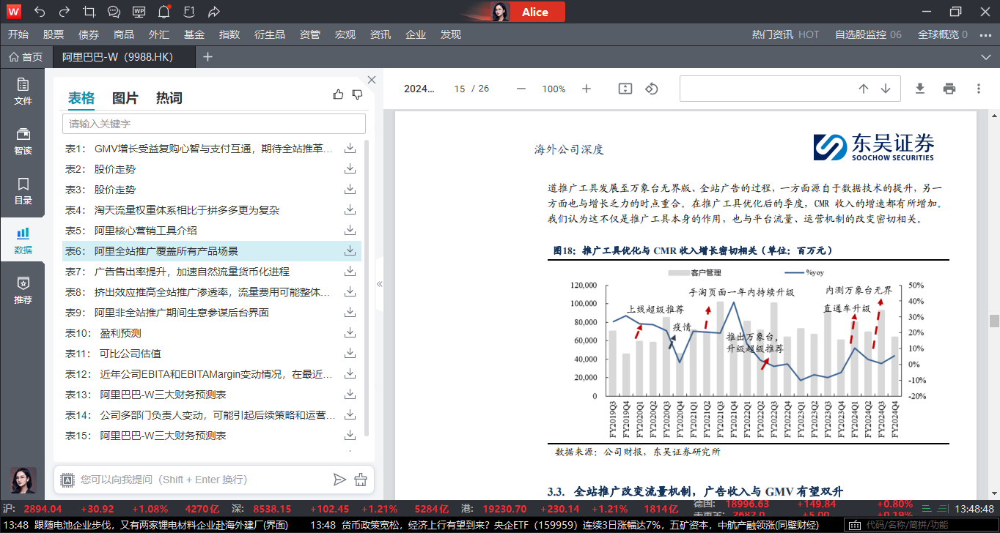 W
WP
F1
Alice
开始 股票 债券 商品 外汇 基金 指数 衍生品 资管 宏观 资讯 企业 发现 热门资讯 HOT 自选股监控 06 全球概览 0
首页 阿里巴巴-W（9988.HK）
文件
智读
目录
数据
推荐
表格 图片 热词
请输入关键字
表1： GMV增长受益复购心智与支付互通，期待全站推革...
表2： 股价走势
表3： 股价走势
表4： 淘天流量权重体系相比于拼多多更为复杂
表5： 阿里核心营销工具介绍
表6： 阿里全站推广覆盖所有产品场景
表7： 广告售出率提升，加速自然流量货币化进程
表8： 挤出效应推高全站推广渗透率，流量费用可能整体...
表9： 阿里非全站推广期间生意参谋后台界面
表10： 盈利预测
表11： 可比公司估值
表12： 近年公司EBITA和EBITAMargin变动情况，在最近...
表13： 阿里巴巴-W三大财务预测表
表14： 公司多部门负责人变动，可能引起后续策略和运营...
表15： 阿里巴巴-W三大财务预测表
A 您可以向我提问（Shift + Enter 换行）
2024... 15 / 26 100%
海外公司深度
东吴证券
SOOCHOW SECURITIES
道推广工具发展至万象台无界版、全站广告的过程，一方面源自于数据技术的提升，另一
方面也与增长乏力的时点重合。在推广工具优化后的季度，CMR 收入的增速都有所增加。
我们认为这不仅是推广工具本身的作用，也与平台流量、运营机制的改变密切相关。
图18：推广工具优化与 CMR 收入增长密切相关（单位：百万元）
客户管理 %yoy
120,000
100,000
80,000
60,000
40,000
20,000
0
50%
40%
30%
20%
10%
0%
-10%
-20%
上线超级推荐
疫情
手淘页面一年内持续升级
推出万象台，
升级超级推荐
直通车升级
内测万象台无界
FY2019Q3 FY2019Q4 FY2020Q1 FY2020Q2 FY2020Q3 FY2020Q4 FY2021Q1 FY2021Q2 FY2021Q3 FY2021Q4 FY2022Q1 FY2022Q2 FY2022Q3 FY2022Q4 FY2023Q1 FY2023Q2 FY2023Q3 FY2023Q4 FY2024Q1 FY2024Q2 FY2024Q3 FY2024Q4
数据来源：公司财报，东吴证券研究所
3.3. 全站推广改变流量机制，广告收入与 GMV 有望双升
沪: 2894.04 +30.92 +1.08% 4270亿 深: 8538.15 +102.45 +1.21% 5284亿 港: 19230.70 +230.14 +1.21% 1814亿 德国: 18996.63 +149.84 +0.80% 13:48:48
13:48 跟随电池企业步伐，又有两家锂电材料企业赴海外建厂(界面) 13:48 货币政策宽松，经济上行有望到来？央企ETF（159959）连续3日涨幅达7%，五矿资本，中航产融领涨(同壁财经) 代码/名称/简拼/功能